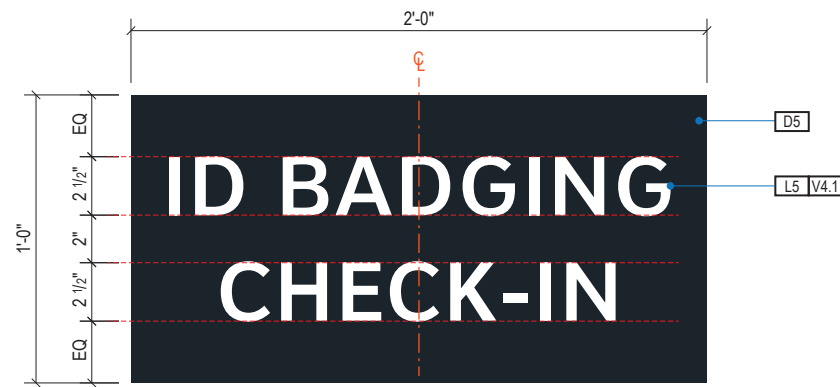 2'-0"
℄
EQ
D5
ID BADGING
2 1/2"
L5 V4.1
1'-0"
2"
CHECK-IN
2 1/2"
EQ